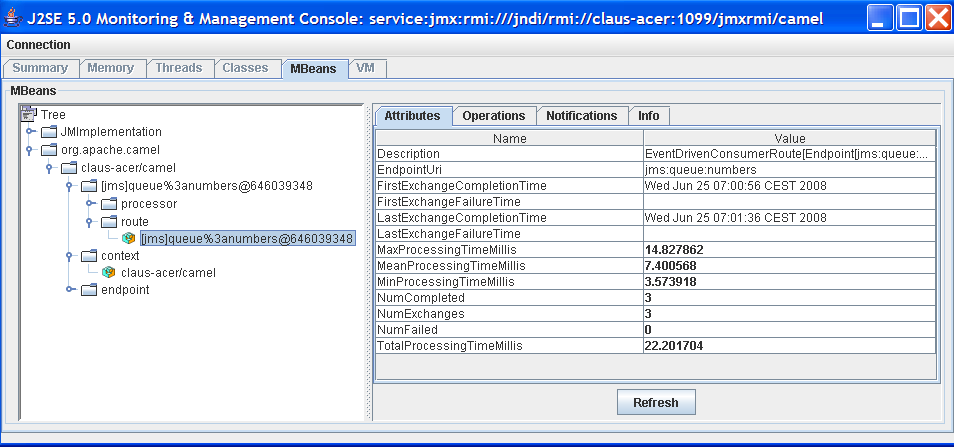 J2SE 5.0 Monitoring & Management Console: service:jmx:rmi:///jndi/rmi://claus-acer:1099/jmxrmi/camel
Connection
Summary Memory Threads Classes MBeans VM
MBeans
Tree
JMImplementation
org.apache.camel
claus-acer/camel
[jms]queue%3anumbers@646039348
processor
route
[jms]queue%3anumbers@646039348
context
claus-acer/camel
endpoint
Attributes Operations Notifications Info
Name Value
Description EventDrivenConsumerRoute[Endpoint[jms:queue:...
EndpointUri jms:queue:numbers
FirstExchangeCompletionTime Wed Jun 25 07:00:56 CEST 2008
FirstExchangeFailureTime
LastExchangeCompletionTime Wed Jun 25 07:01:36 CEST 2008
LastExchangeFailureTime
MaxProcessingTimeMillis 14.827862
MeanProcessingTimeMillis 7.400568
MinProcessingTimeMillis 3.573918
NumCompleted 3
NumExchanges 3
NumFailed 0
TotalProcessingTimeMillis 22.201704
Refresh